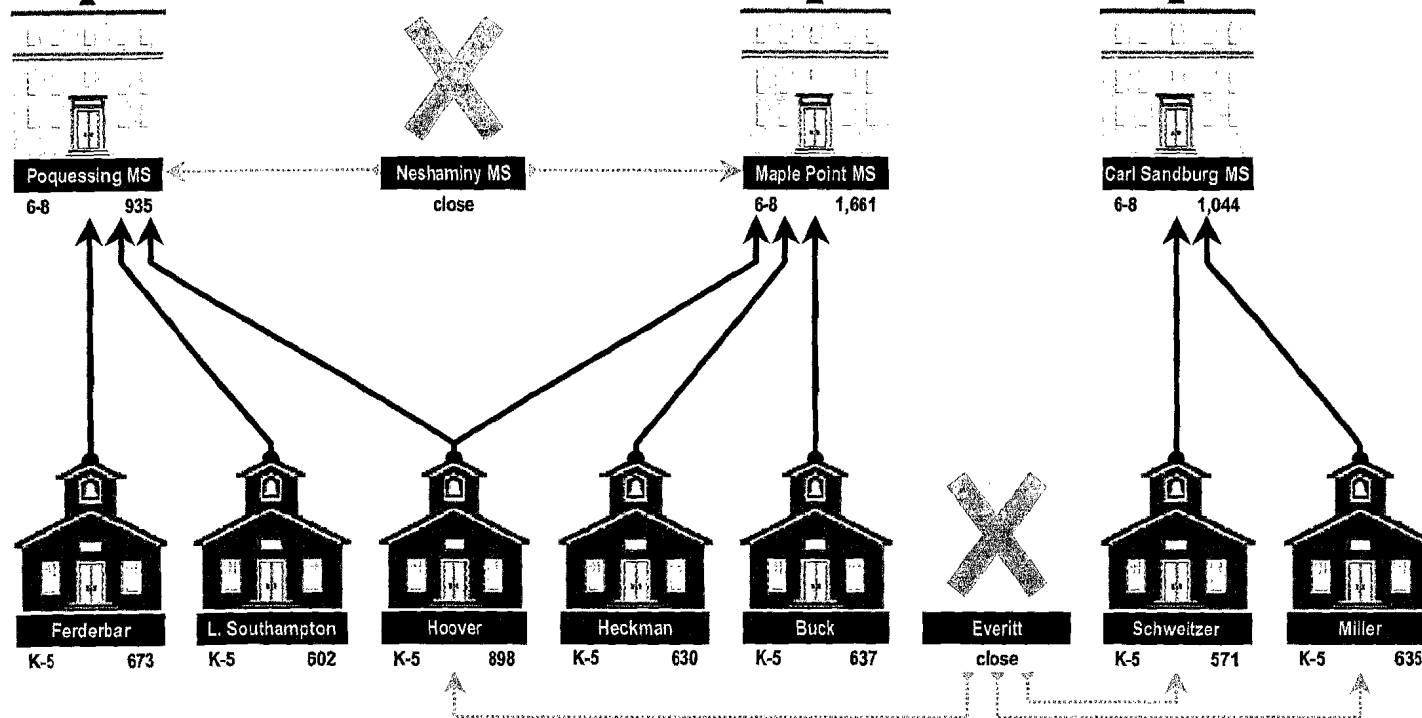 Poquessing MS Neshaminy MS Maple Point MS Carl Sandburg MS
6-8 935 close 6-8 1,661 6-8 1,044
Ferderbar L. Southampton Hoover Heckman Buck Everitt Schweitzer Miller
K-5 673 K-5 602 K-5 898 K-5 630 K-5 637 close K-5 571 K-5 635